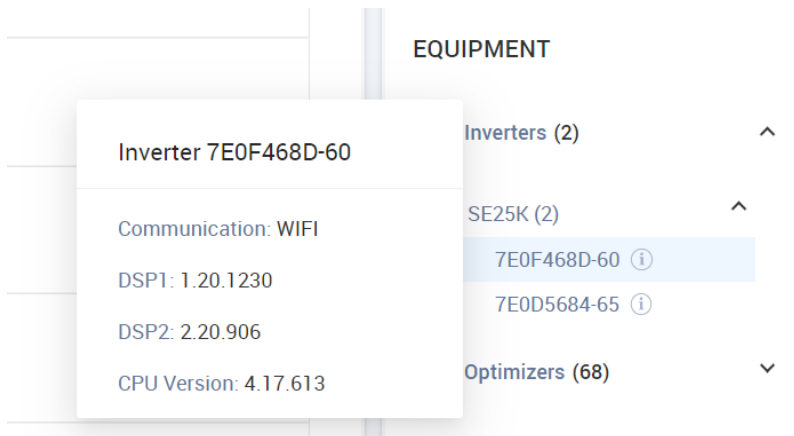 EQUIPMENT
Inverters (2)
SE25K (2)
7E0F468D-60
7E0D5684-65
Optimizers (68)
Inverter 7E0F468D-60
Communication: WIFI
DSP1: 1.20.1230
DSP2: 2.20.906
CPU Version: 4.17.613